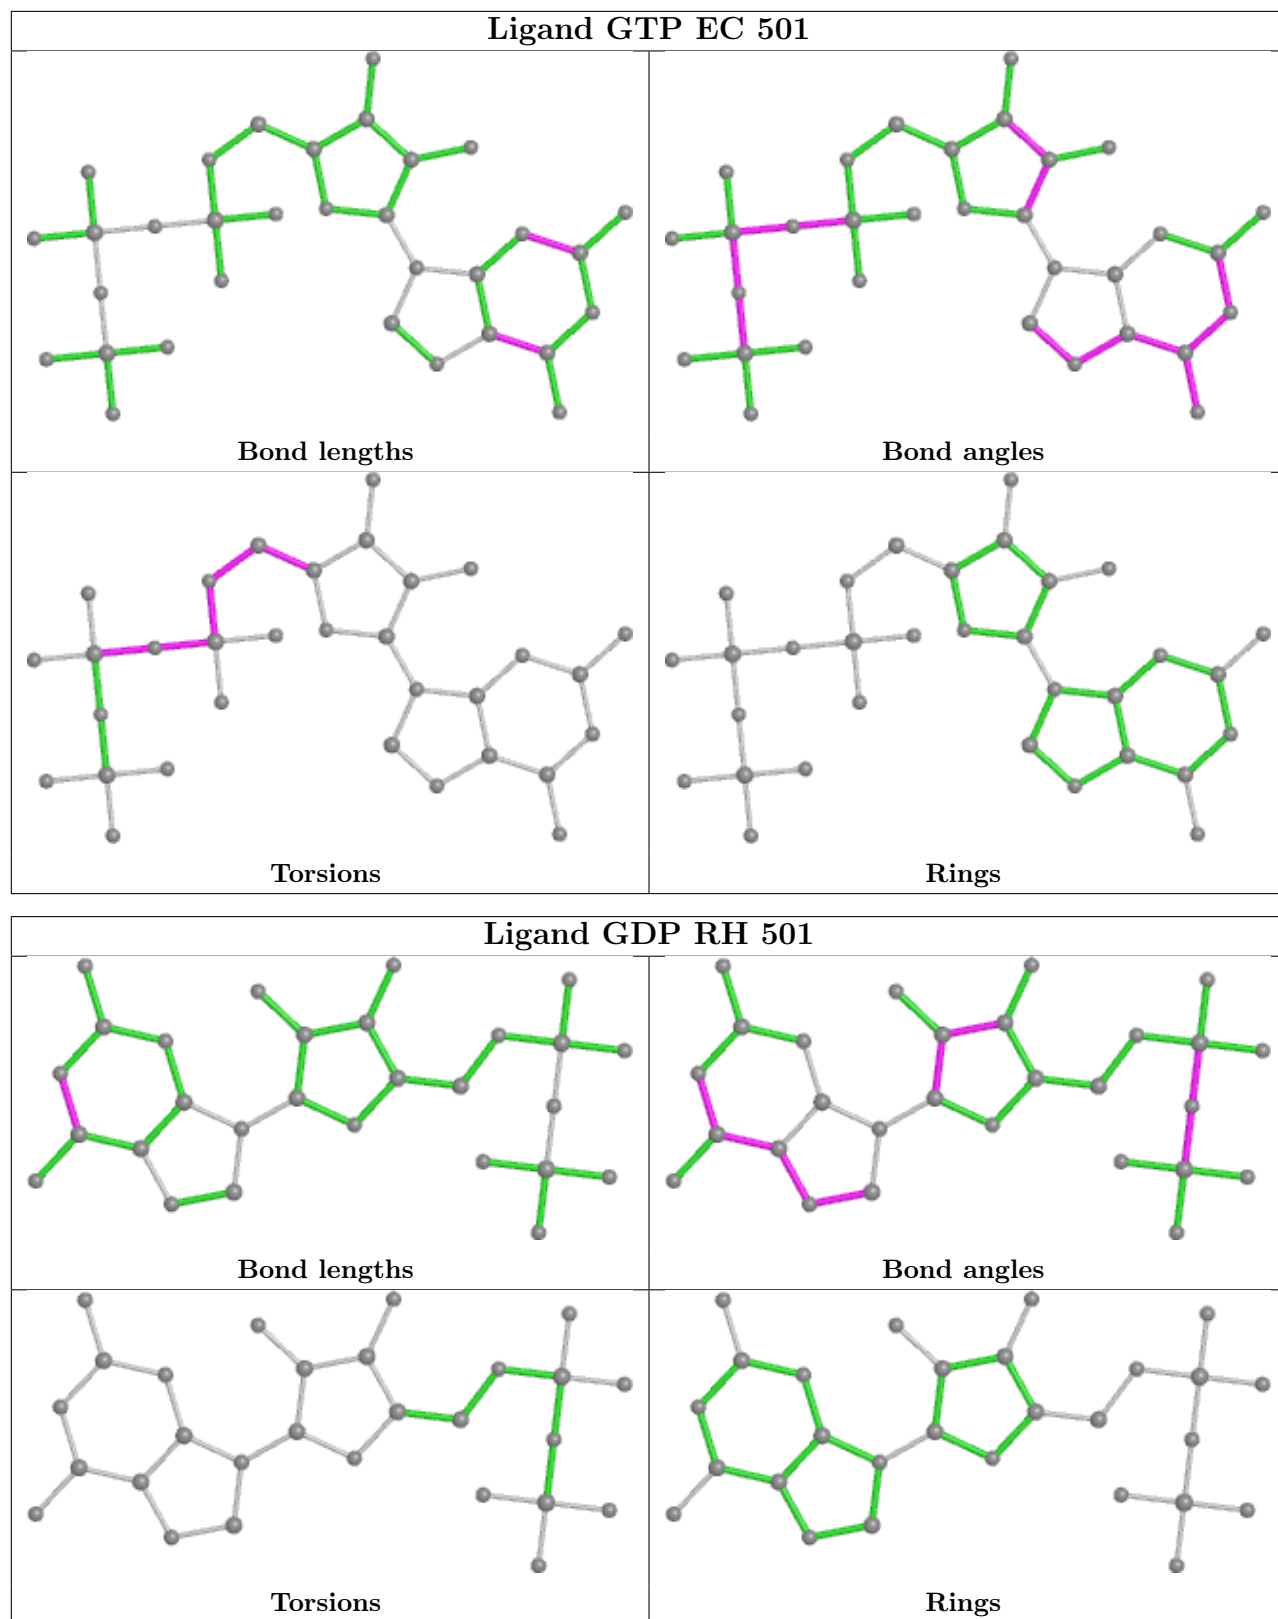 Ligand GTP EC 501
Bond lengths
Bond angles
Torsions
Rings
Ligand GDP RH 501
Bond lengths
Bond angles
Torsions
Rings